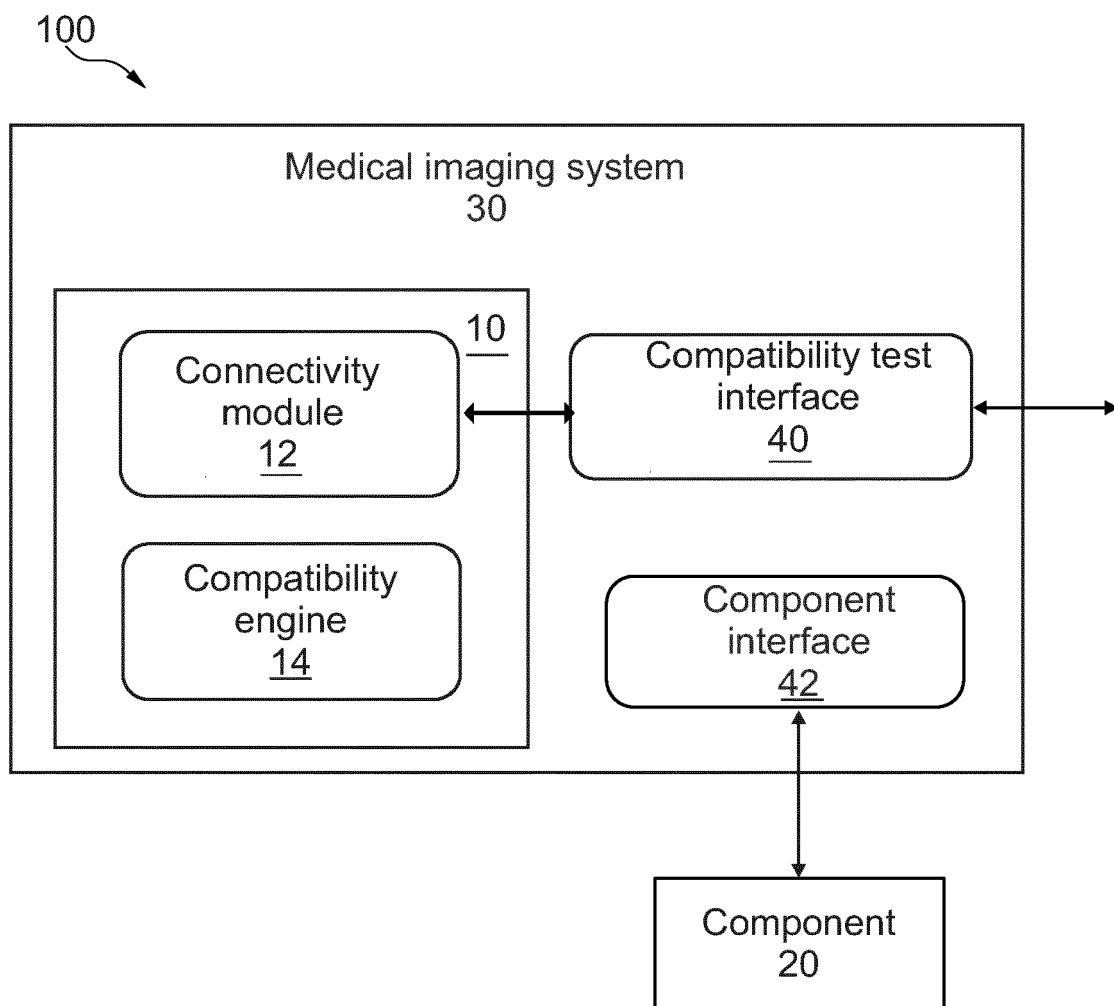 100
Medical imaging system
30
10
Connectivity
module
12
Compatibility test
interface
40
Compatibility
engine
14
Component
interface
42
Component
20